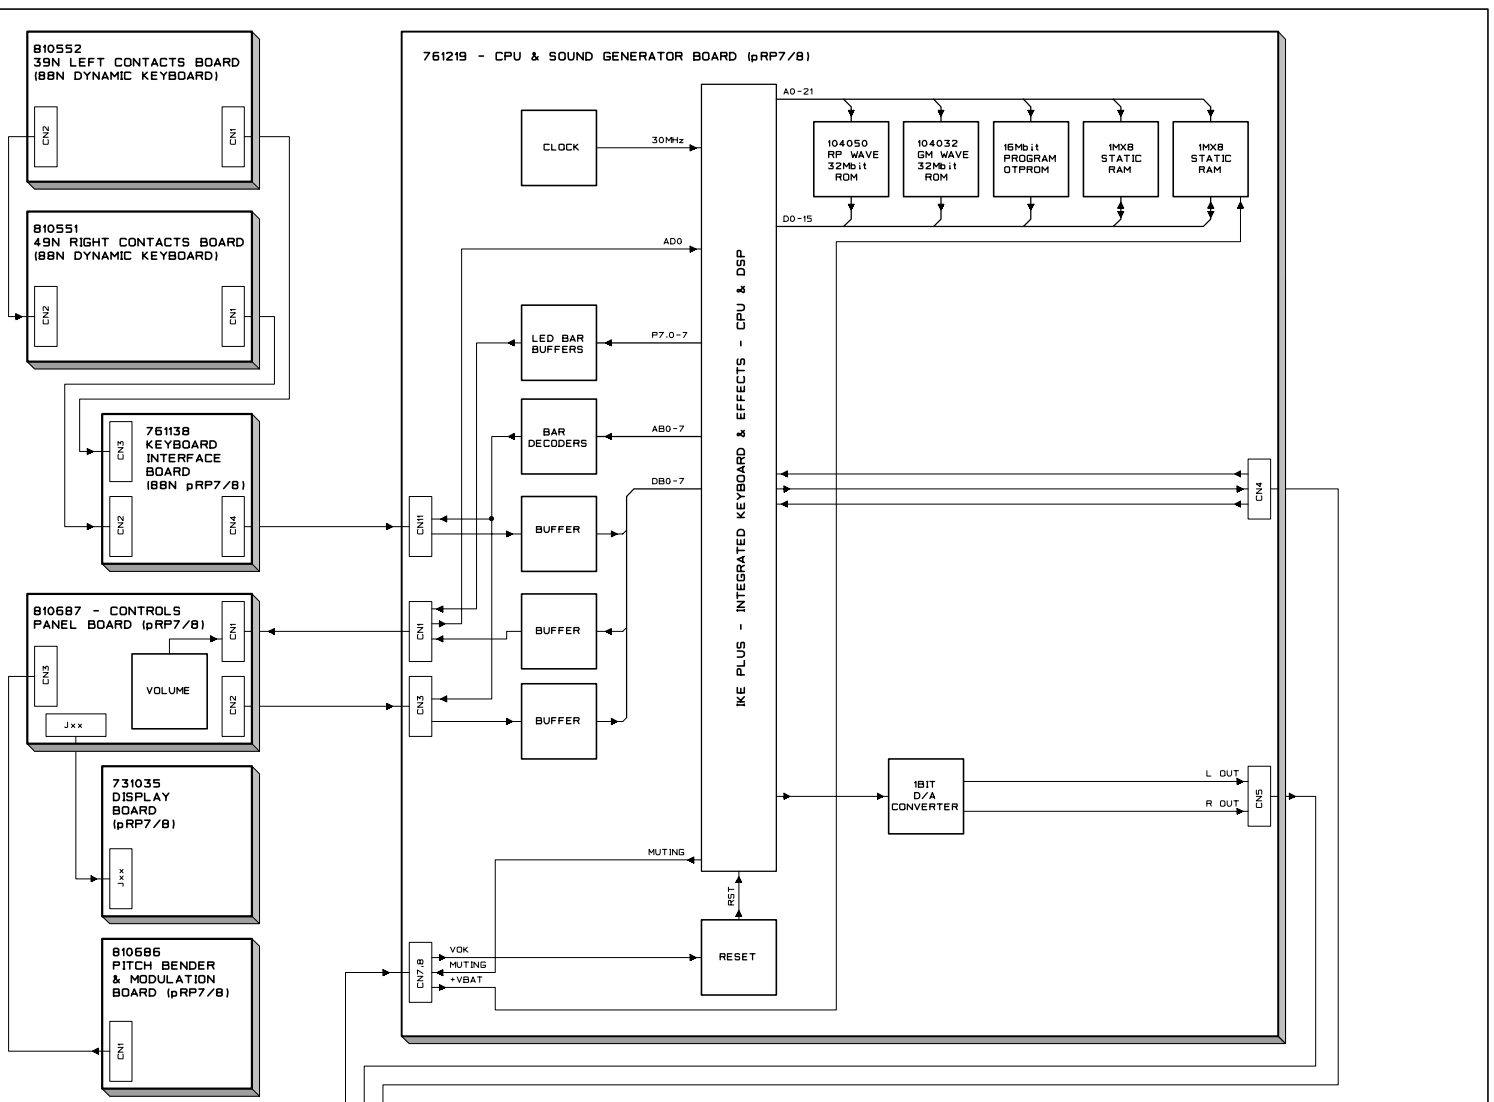 810552
39N LEFT CONTACTS BOARD
(88N DYNAMIC KEYBOARD)
CN2
CN1
810551
49N RIGHT CONTACTS BOARD
(88N DYNAMIC KEYBOARD)
CN2
CN1
761138
KEYBOARD
INTERFACE
BOARD
(88N pRP7/8)
CN3
CN2
CN4
810687 - CONTROLS
PANEL BOARD (pRP7/8)
CN1
CN3
VOLUME
CN2
Jxx
731035
DISPLAY
BOARD
(pRP7/8)
Jxx
810686
PITCH BENDER
& MODULATION
BOARD (pRP7/8)
CN1
761219 - CPU & SOUND GENERATOR BOARD (pRP7/8)
CLOCK
30MHz
AD0
LED BAR
BUFFERS
P7.0-7
BAR
DECODERS
AB0-7
DB0-7
CN11
BUFFER
CN1
BUFFER
CN3
BUFFER
IKE PLUS - INTEGRATED KEYBOARD & EFFECTS - CPU & DSP
A0-21
104050
RP WAVE
32Mbit
ROM
104032
GM WAVE
32Mbit
ROM
16Mbit
PROGRAM
OTPROM
1MX8
STATIC
RAM
1MX8
STATIC
RAM
D0-15
CN4
1BIT
D/A
CONVERTER
L OUT
R OUT
CN5
MUTING
RST
RESET
CN7.8
VOK
MUTING
+VBAT